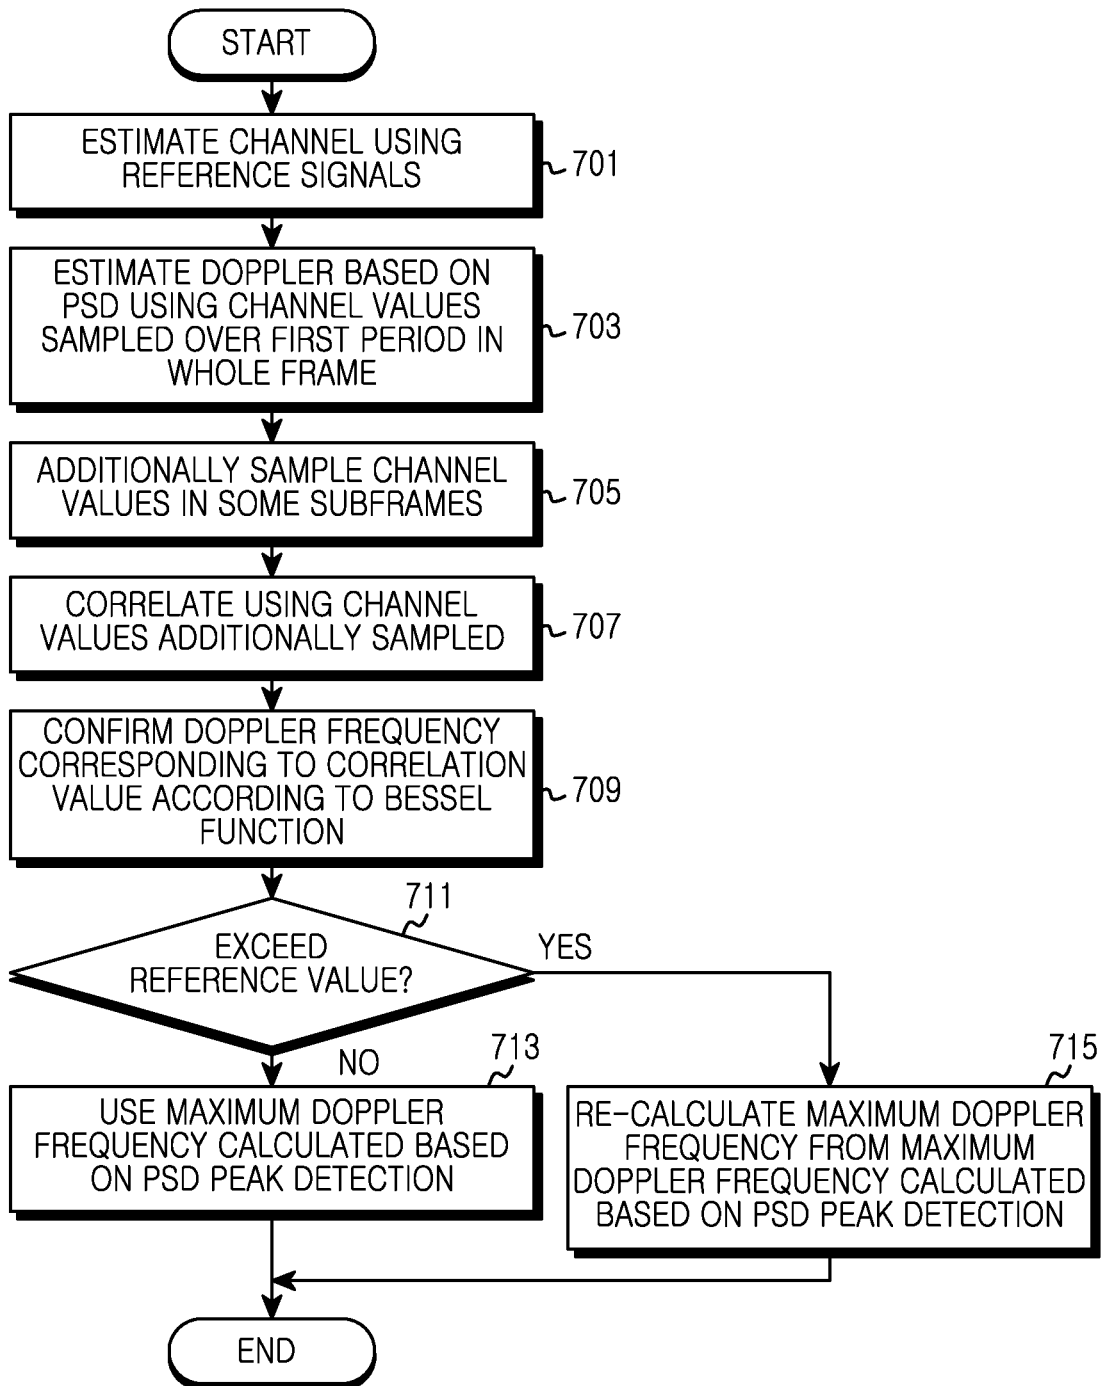 START
ESTIMATE CHANNEL USING
REFERENCE SIGNALS
701
ESTIMATE DOPPLER BASED ON
PSD USING CHANNEL VALUES
SAMPLED OVER FIRST PERIOD IN
WHOLE FRAME
703
ADDITIONALLY SAMPLE CHANNEL
VALUES IN SOME SUBFRAMES
705
CORRELATE USING CHANNEL
VALUES ADDITIONALLY SAMPLED
707
CONFIRM DOPPLER FREQUENCY
CORRESPONDING TO CORRELATION
VALUE ACCORDING TO BESSEL
FUNCTION
709
711
EXCEED
REFERENCE VALUE?
YES
NO
713
USE MAXIMUM DOPPLER
FREQUENCY CALCULATED BASED
ON PSD PEAK DETECTION
715
RE-CALCULATE MAXIMUM DOPPLER
FREQUENCY FROM MAXIMUM
DOPPLER FREQUENCY CALCULATED
BASED ON PSD PEAK DETECTION
END